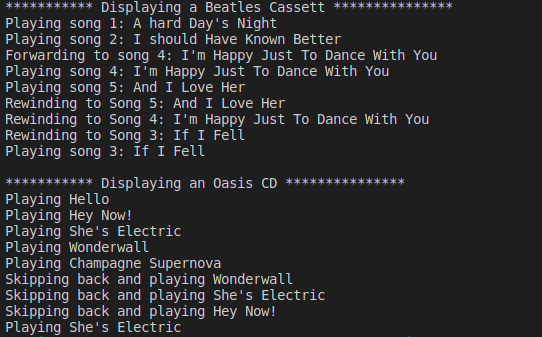 *********** Displaying a Beatles Cassett ***************
Playing song 1: A hard Day's Night
Playing song 2: I should Have Known Better
Forwarding to song 4: I'm Happy Just To Dance With You
Playing song 4: I'm Happy Just To Dance With You
Playing song 5: And I Love Her
Rewinding to Song 5: And I Love Her
Rewinding to Song 4: I'm Happy Just To Dance With You
Rewinding to Song 3: If I Fell
Playing song 3: If I Fell
*********** Displaying an Oasis CD ***************
Playing Hello
Playing Hey Now!
Playing She's Electric
Playing Wonderwall
Playing Champagne Supernova
Skipping back and playing Wonderwall
Skipping back and playing She's Electric
Skipping back and playing Hey Now!
Playing She's Electric